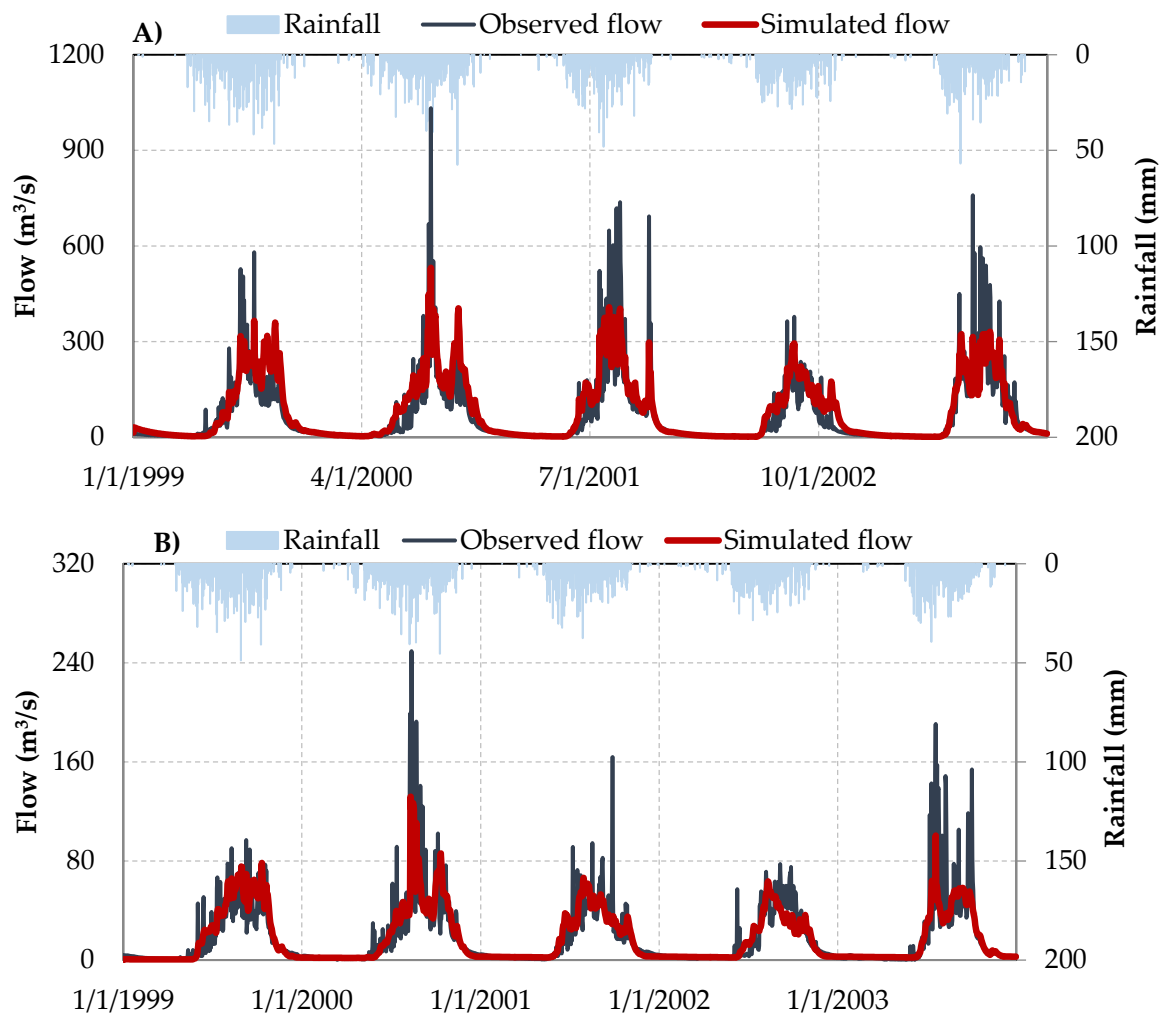 A) Rainfall Observed flow Simulated flow
1200 0
900 50
600 100
300 150
0 200
Flow (m³/s)
Rainfall (mm)
1/1/1999 4/1/2000 7/1/2001 10/1/2002
B) Rainfall Observed flow Simulated flow
320 0
240 50
160 100
80 150
0 200
Flow (m³/s)
Rainfall (mm)
1/1/1999 1/1/2000 1/1/2001 1/1/2002 1/1/2003